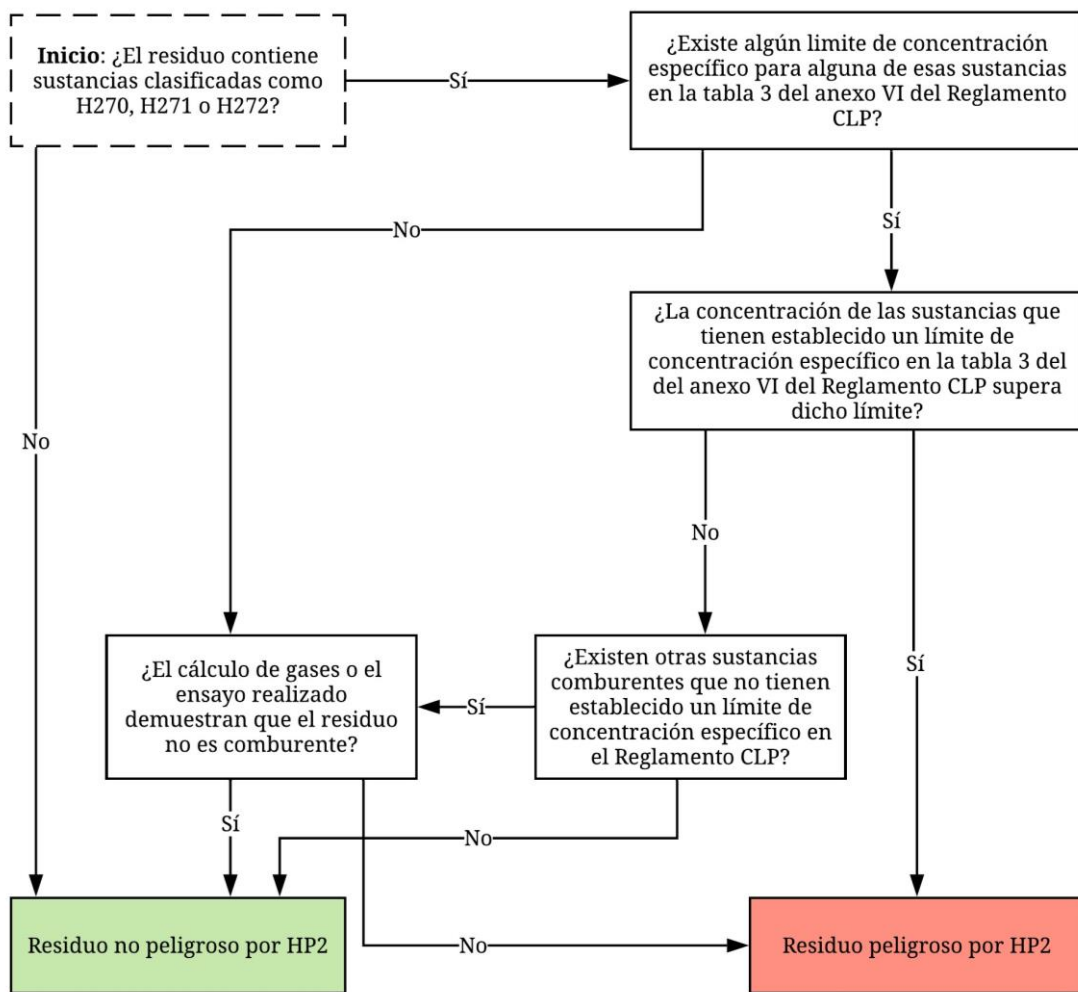 Inicio: ¿El residuo contiene
sustancias clasificadas como
H270, H271 o H272?
Sí
¿Existe algún limite de concentración
específico para alguna de esas sustancias
en la tabla 3 del anexo VI del Reglamento
CLP?
No
Sí
¿La concentración de las sustancias que
tienen establecido un límite de
concentración específico en la tabla 3 del
del anexo VI del Reglamento CLP supera
dicho límite?
No
No
Sí
¿El cálculo de gases o el
ensayo realizado
demuestran que el residuo
no es comburente?
Sí
¿Existen otras sustancias
comburentes que no tienen
establecido un límite de
concentración específico en
el Reglamento CLP?
Sí
No
Residuo no peligroso por HP2
No
Residuo peligroso por HP2